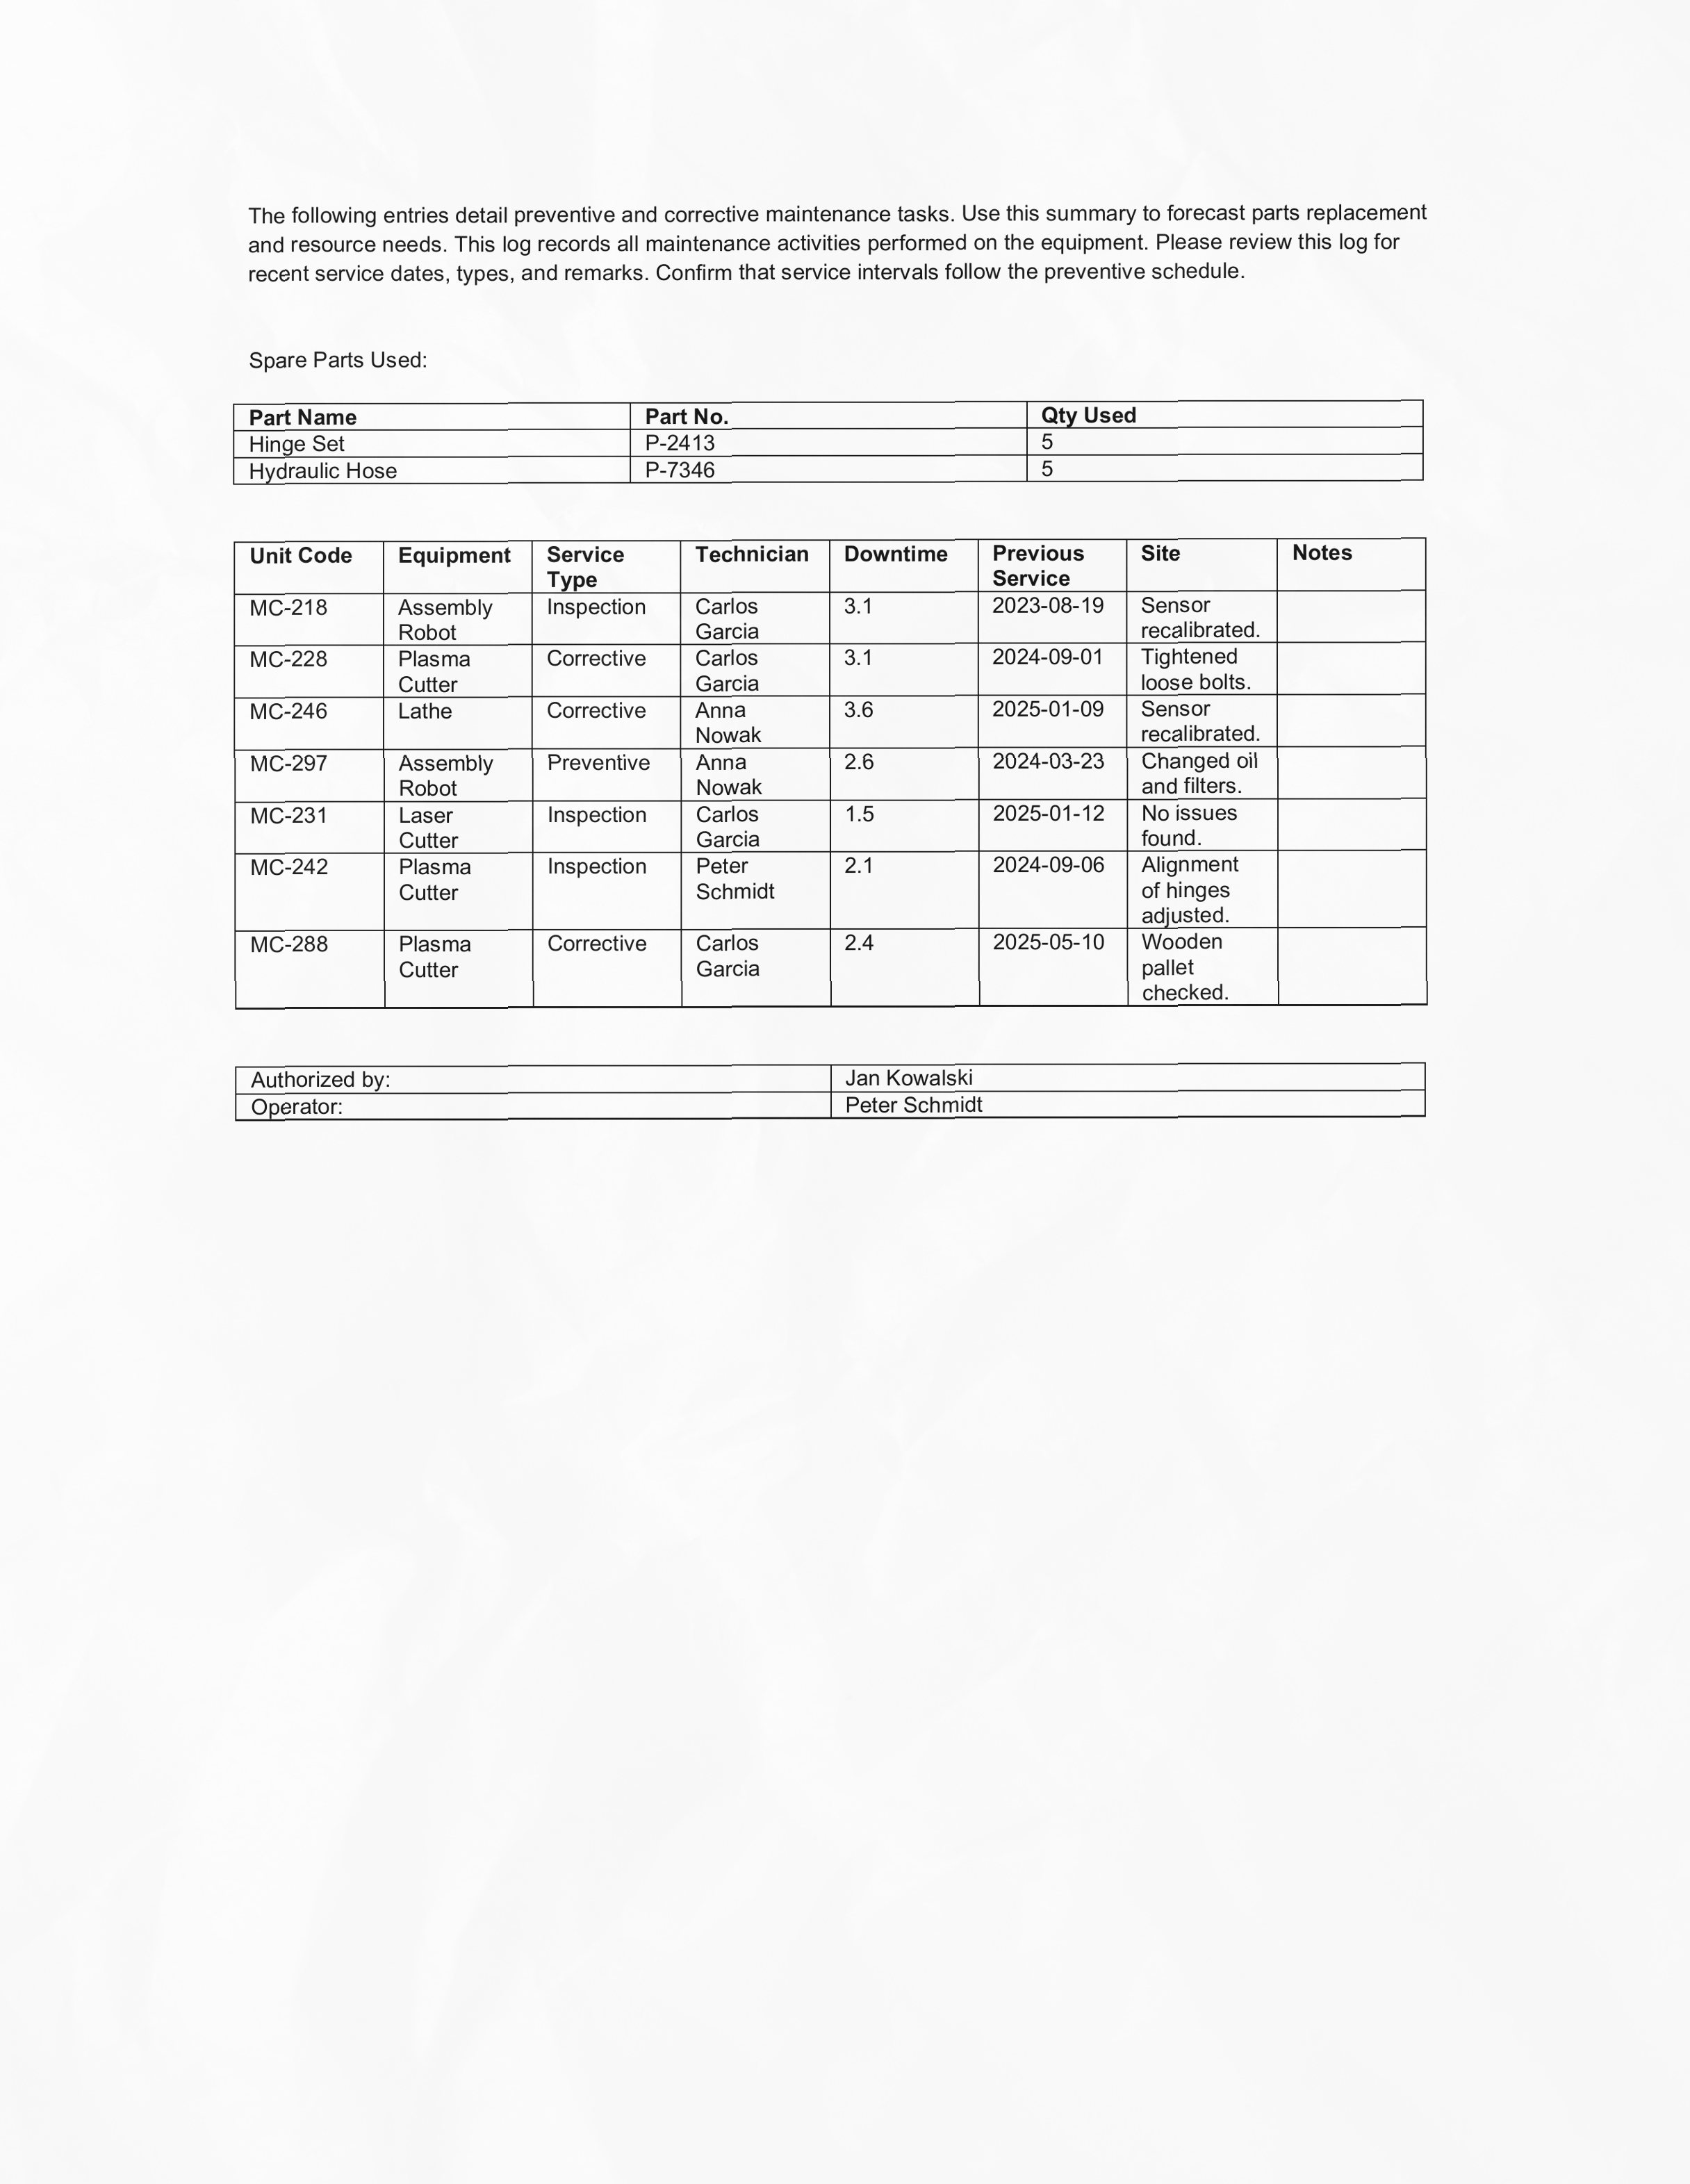 The following entries detail preventive and corrective maintenance tasks. Use this summary to forecast parts replacement
and resource needs. This log records all maintenance activities performed on the equipment. Please review this log for
recent service dates, types, and remarks. Confirm that service intervals follow the preventive schedule.
Spare Parts Used:
Part Name Part No. Qty Used
Hinge Set P-2413 5
Hydraulic Hose P-7346 5
Unit Code Equipment Service Type Technician Downtime Previous Service Site Notes
MC-218 Assembly Robot Inspection Carlos Garcia 3.1 2023-08-19 Sensor recalibrated.
MC-228 Plasma Cutter Corrective Carlos Garcia 3.1 2024-09-01 Tightened loose bolts.
MC-246 Lathe Corrective Anna Nowak 3.6 2025-01-09 Sensor recalibrated.
MC-297 Assembly Robot Preventive Anna Nowak 2.6 2024-03-23 Changed oil and filters.
MC-231 Laser Cutter Inspection Carlos Garcia 1.5 2025-01-12 No issues found.
MC-242 Plasma Cutter Inspection Peter Schmidt 2.1 2024-09-06 Alignment of hinges adjusted.
MC-288 Plasma Cutter Corrective Carlos Garcia 2.4 2025-05-10 Wooden pallet checked.
Authorized by: Jan Kowalski
Operator: Peter Schmidt